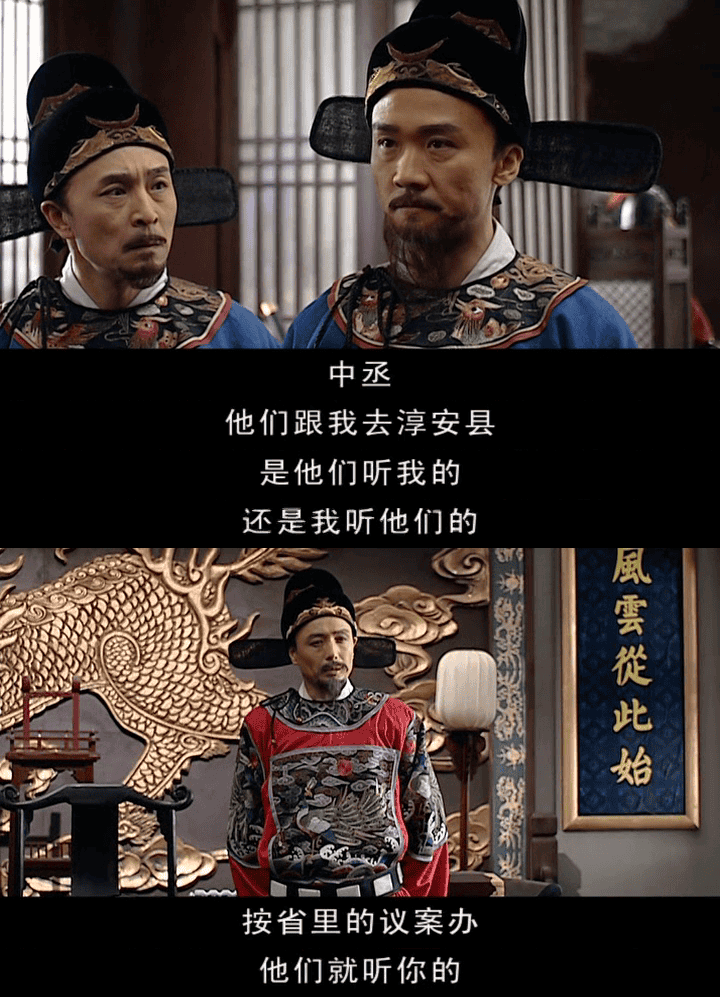 中丞
他们跟我去淳安县
是他们听我的
还是我听他们的
風雲從此始
按省里的议案办
他们就听你的